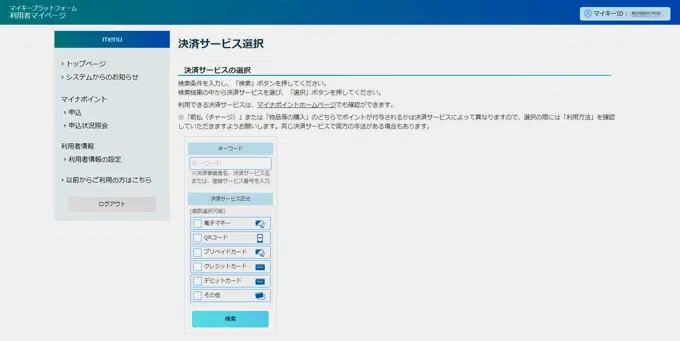 マイキープラットフォーム
利用者マイページ
マイキーID：
menu
トップページ
システムからのお知らせ
マイナポイント
申込
申込状況照会
利用者情報
利用者情報の設定
以前からご利用の方はこちら
ログアウト
決済サービス選択
決済サービスの選択
検索条件を入力し、「検索」ボタンを押してください。
検索結果の中から決済サービスを選び、「選択」ボタンを押してください。
利用できる決済サービスは、マイナポイントホームページでも確認ができます。
※「前払（チャージ）」または「物品等の購入」のどちらでポイントが付与されるかは決済サービスによって異なりますので、選択の際には「利用方法」を確認
していただきますようお願いします。同じ決済サービスで両方の手法がある場合もあります。
キーワード
キーワード
※決済事業者名、決済サービス名
または、登録サービス番号を入力
決済サービス区分
(複数選択可能)
電子マネー
QRコード
プリペイドカード
クレジットカード
デビットカード
その他
検索